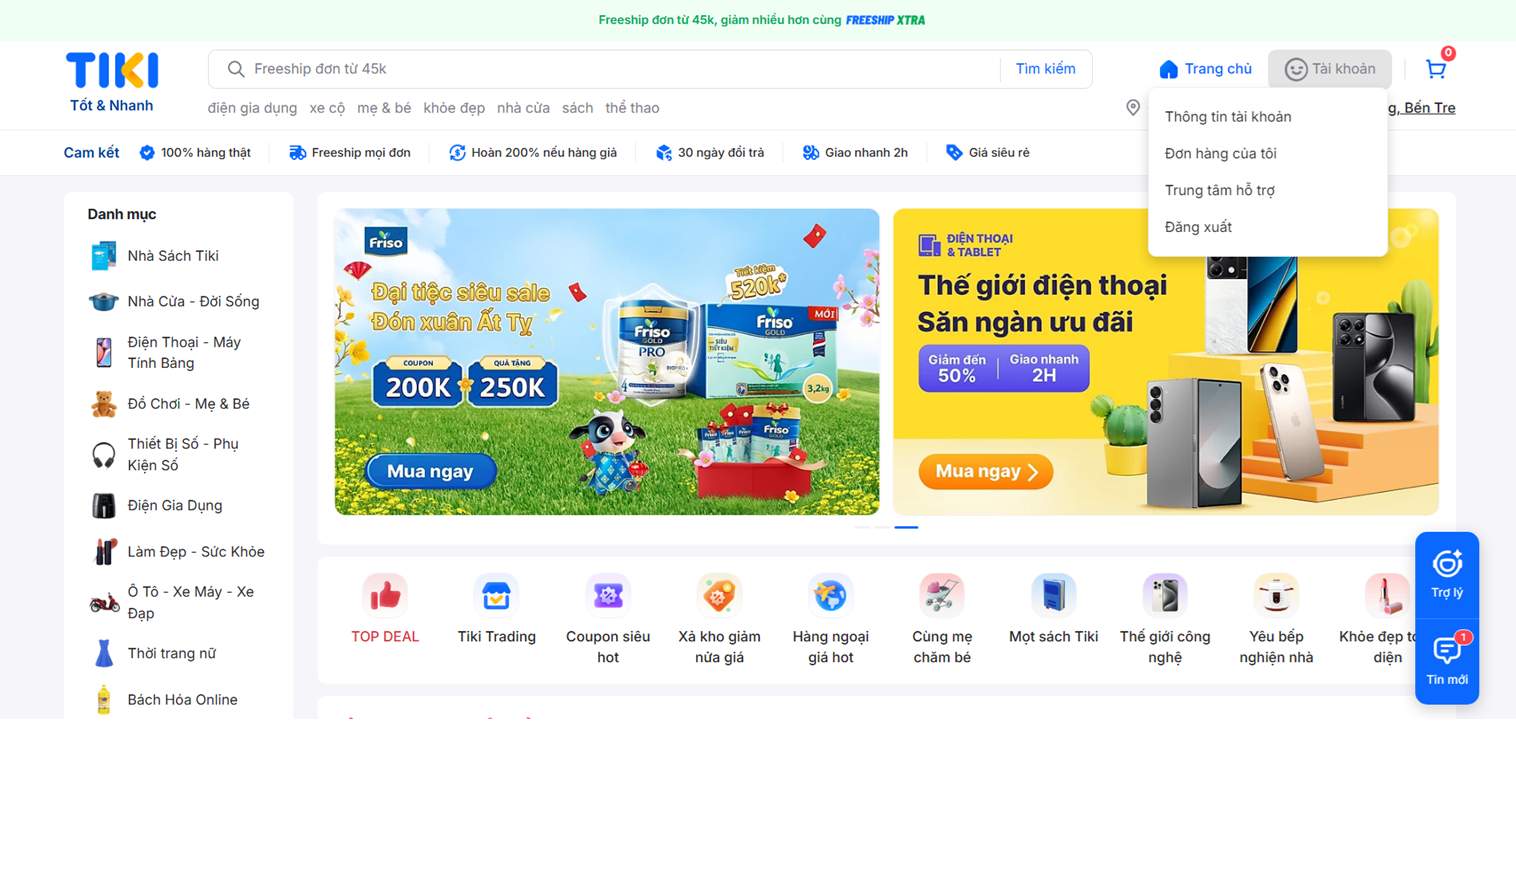 Freeship đơn từ 45k, giảm nhiều hơn cùng FREESHIP XTRA
TIKI
Tốt & Nhanh
Freeship đơn từ 45k
Tìm kiếm
Trang chủ
Tài khoản
0
điện gia dụng xe cộ mẹ & bé khỏe đẹp nhà cửa sách thể thao
g, Bến Tre
Thông tin tài khoản
Đơn hàng của tôi
Trung tâm hỗ trợ
Đăng xuất
Cam kết
100% hàng thật
Freeship mọi đơn
Hoàn 200% nếu hàng giả
30 ngày đổi trả
Giao nhanh 2h
Giá siêu rẻ
Danh mục
Nhà Sách Tiki
Nhà Cửa - Đời Sống
Điện Thoại - Máy
Tính Bảng
Đồ Chơi - Mẹ & Bé
Thiết Bị Số - Phụ
Kiện Số
Điện Gia Dụng
Làm Đẹp - Sức Khỏe
Ô Tô - Xe Máy - Xe
Đạp
Thời trang nữ
Bách Hóa Online
Friso
Đại tiệc siêu sale
Đón xuân Ất Tỵ
COUPON
200K
QUÀ TẶNG
250K
Mua ngay
Tiết kiệm
520k*
MỚI
Friso
GOLD
PRO
4
Friso
GOLD
SIÊU
TIẾT KIỆM
3,2kg
Friso
GOLD
ĐIỆN THOẠI
& TABLET
Thế giới điện thoại
Săn ngàn ưu đãi
Giảm đến
50%
Giao nhanh
2H
Mua ngay
TOP DEAL
Tiki Trading
Coupon siêu
hot
Xả kho giảm
nửa giá
Hàng ngoại
giá hot
Cùng mẹ
chăm bé
Mọt sách Tiki
Thế giới công
nghệ
Yêu bếp
nghiện nhà
Khỏe đẹp to
diện
Trợ lý
1
Tin mới